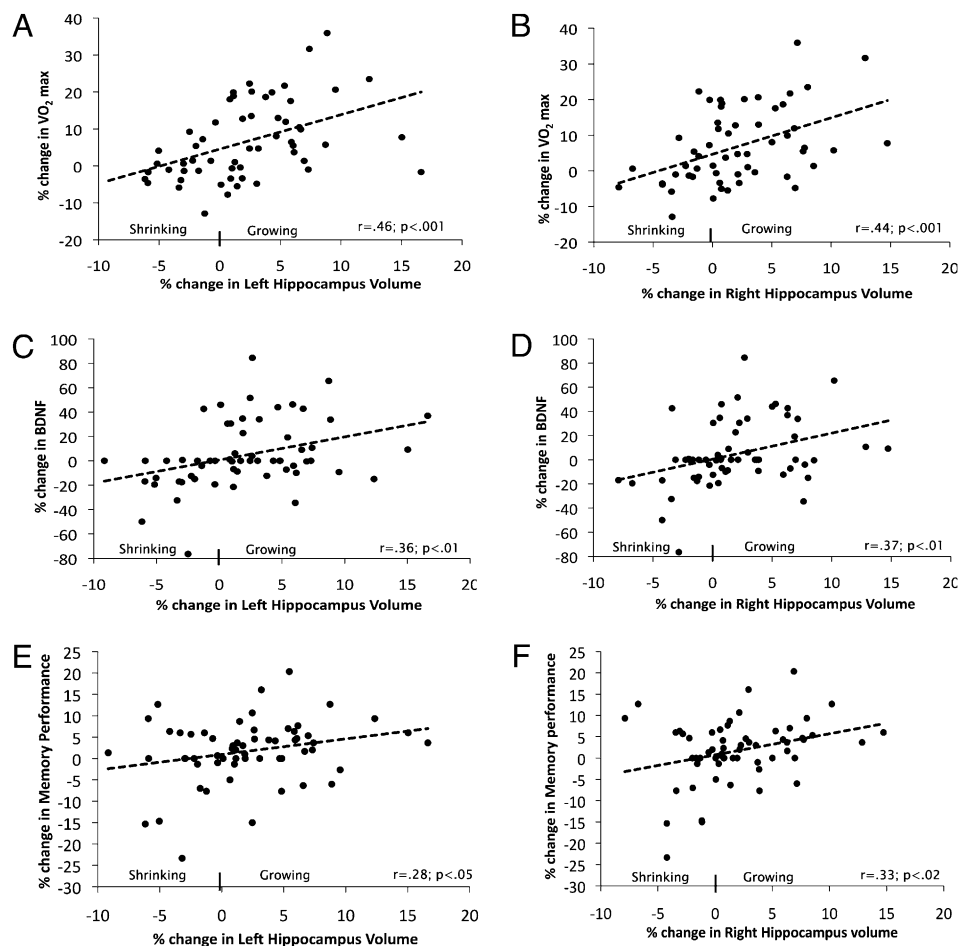 A
40
30
20
10
0
-10
-20
% change in VO2 max
Shrinking Growing r=.46; p<.001
-10 -5 0 5 10 15 20
% change in Left Hippocampus Volume
B
40
30
20
10
0
-10
-20
% change in VO2 max
Shrinking Growing r=.44; p<.001
-10 -5 0 5 10 15 20
% change in Right Hippocampus Volume
C
100
80
60
40
20
0
-20
-40
-60
-80
% change in BDNF
Shrinking Growing r=.36; p<.01
-10 -5 0 5 10 15 20
% change in Left Hippocampus Volume
D
100
80
60
40
20
0
-20
-40
-60
-80
% change in BDNF
Shrinking Growing r=.37; p<.01
-10 -5 0 5 10 15 20
% change in Right Hippocampus Volume
E
25
20
15
10
5
0
-5
-10
-15
-20
-25
-30
% change in Memory Performance
Shrinking Growing r=.28; p<.05
-10 -5 0 5 10 15 20
% change in Left Hippocampus Volume
F
25
20
15
10
5
0
-5
-10
-15
-20
-25
-30
% change in Memory performance
Shrinking Growing r=.33; p<.02
-10 -5 0 5 10 15 20
% change in Right Hippocampus volume